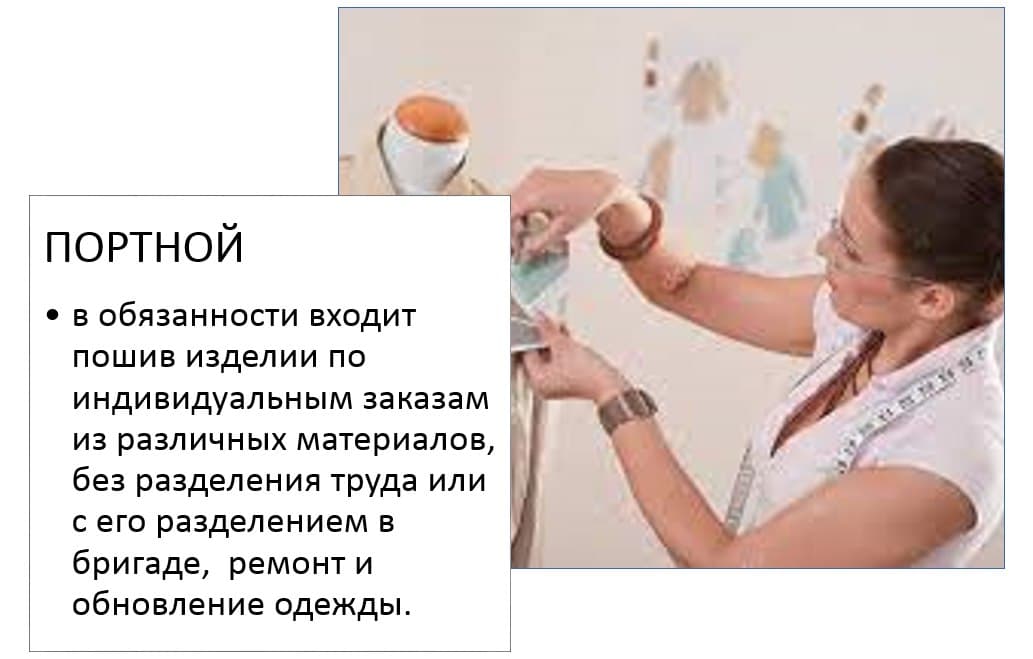 ПОРТНОЙ
• в обязанности входит
пошив изделии по
индивидуальным заказам
из различных материалов,
без разделения труда или
с его разделением в
бригаде,  ремонт и
обновление одежды.